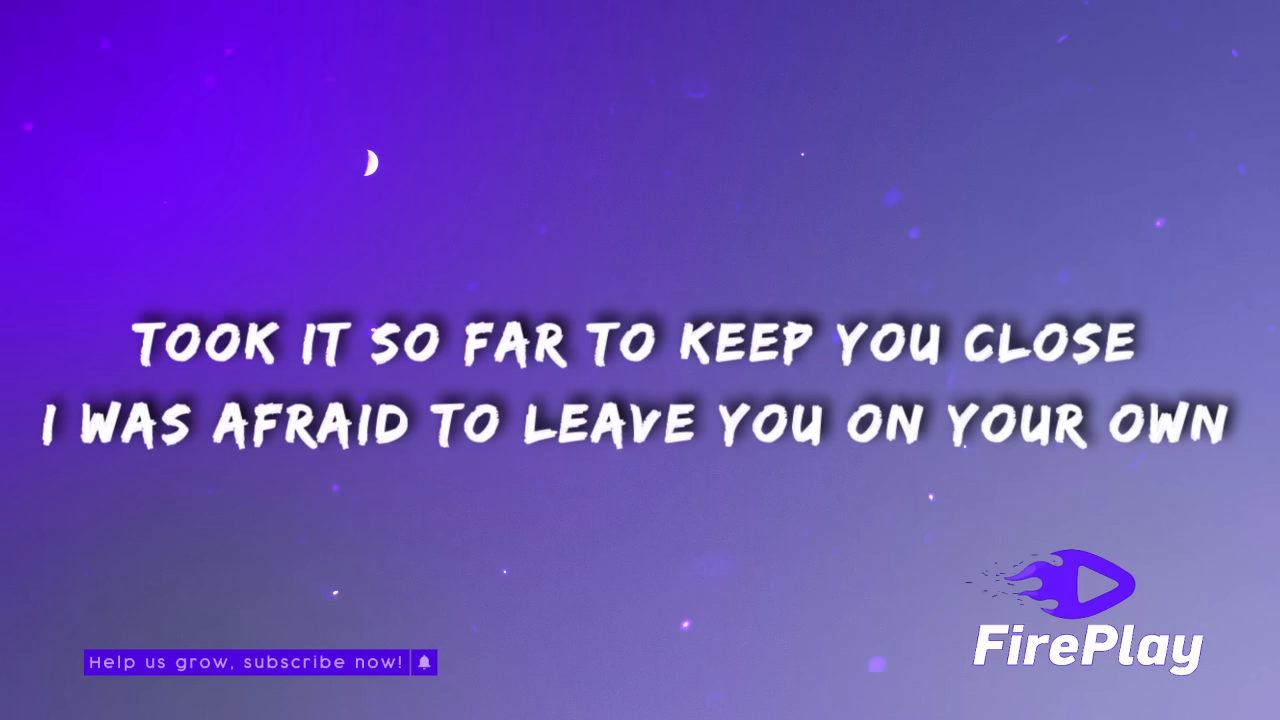 TOOK IT SO FAR TO KEEP YOU CLOSE
I WAS AFRAID TO LEAVE YOU ON YOUR OWN
FirePlay
Help us grow, subscribe now!